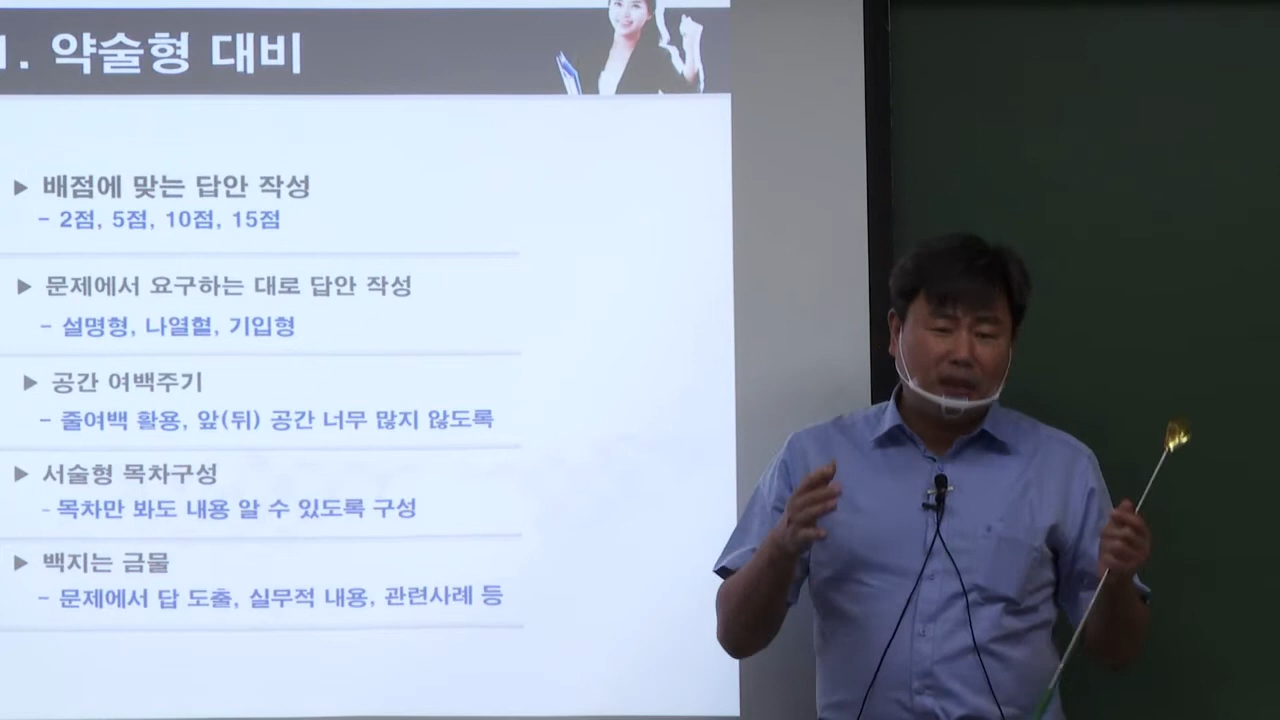 1. 약술형 대비
▶ 배점에 맞는 답안 작성
- 2점, 5점, 10점, 15점
▶ 문제에서 요구하는 대로 답안 작성
- 설명형, 나열혈, 기입형
▶ 공간 여백주기
- 줄여백 활용, 앞(뒤) 공간 너무 많지 않도록
▶ 서술형 목차구성
- 목차만 봐도 내용 알 수 있도록 구성
▶ 백지는 금물
- 문제에서 답 도출, 실무적 내용, 관련사례 등